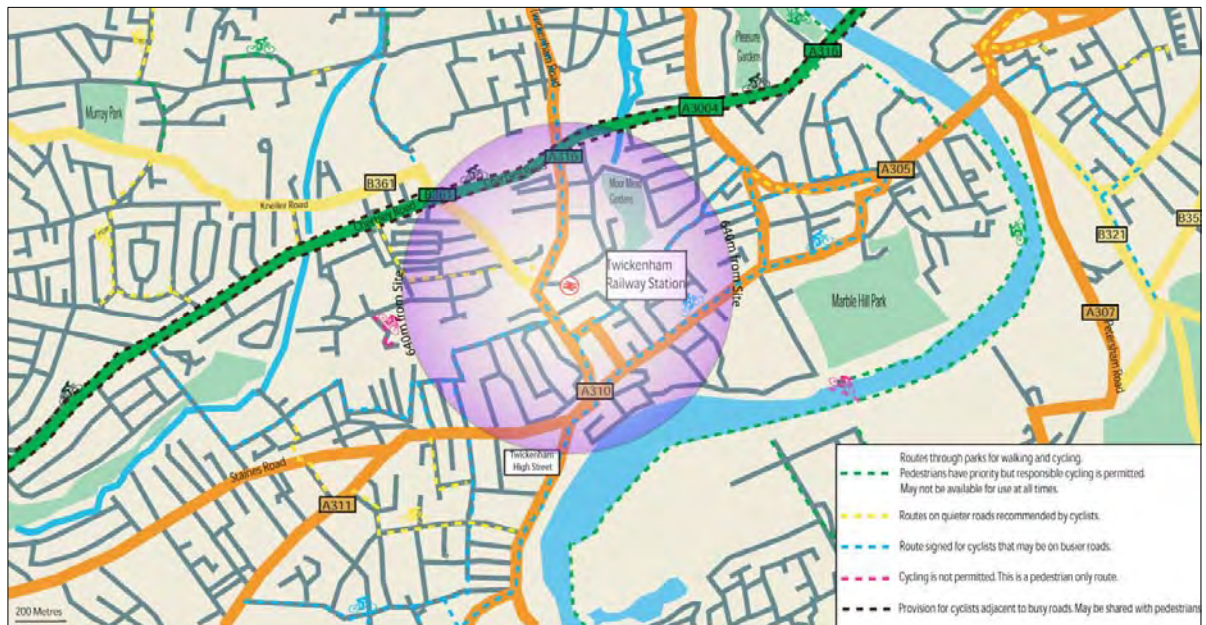 Twickenham Road
Pleasure
Gardens
A316
Murray Park
A3004
A316
B361
Moor Mead
Gardens
A305
Kneller Road
640m from Site
B321
B35
Twickenham
Railway Station
640m from Site
Marble Hill Park
A307
Petersham Road
A310
Twickenham
High Street
Staines Road
A311
Routes through parks for walking and cycling.
Pedestrians have priority but responsible cycling is permitted.
May not be available for use at all times.
Routes on quieter roads recommended by cyclists.
Route signed for cyclists that may be on busier roads.
Cycling is not permitted. This is a pedestrian only route.
Provision for cyclists adjacent to busy roads. May be shared with pedestrians
200 Metres